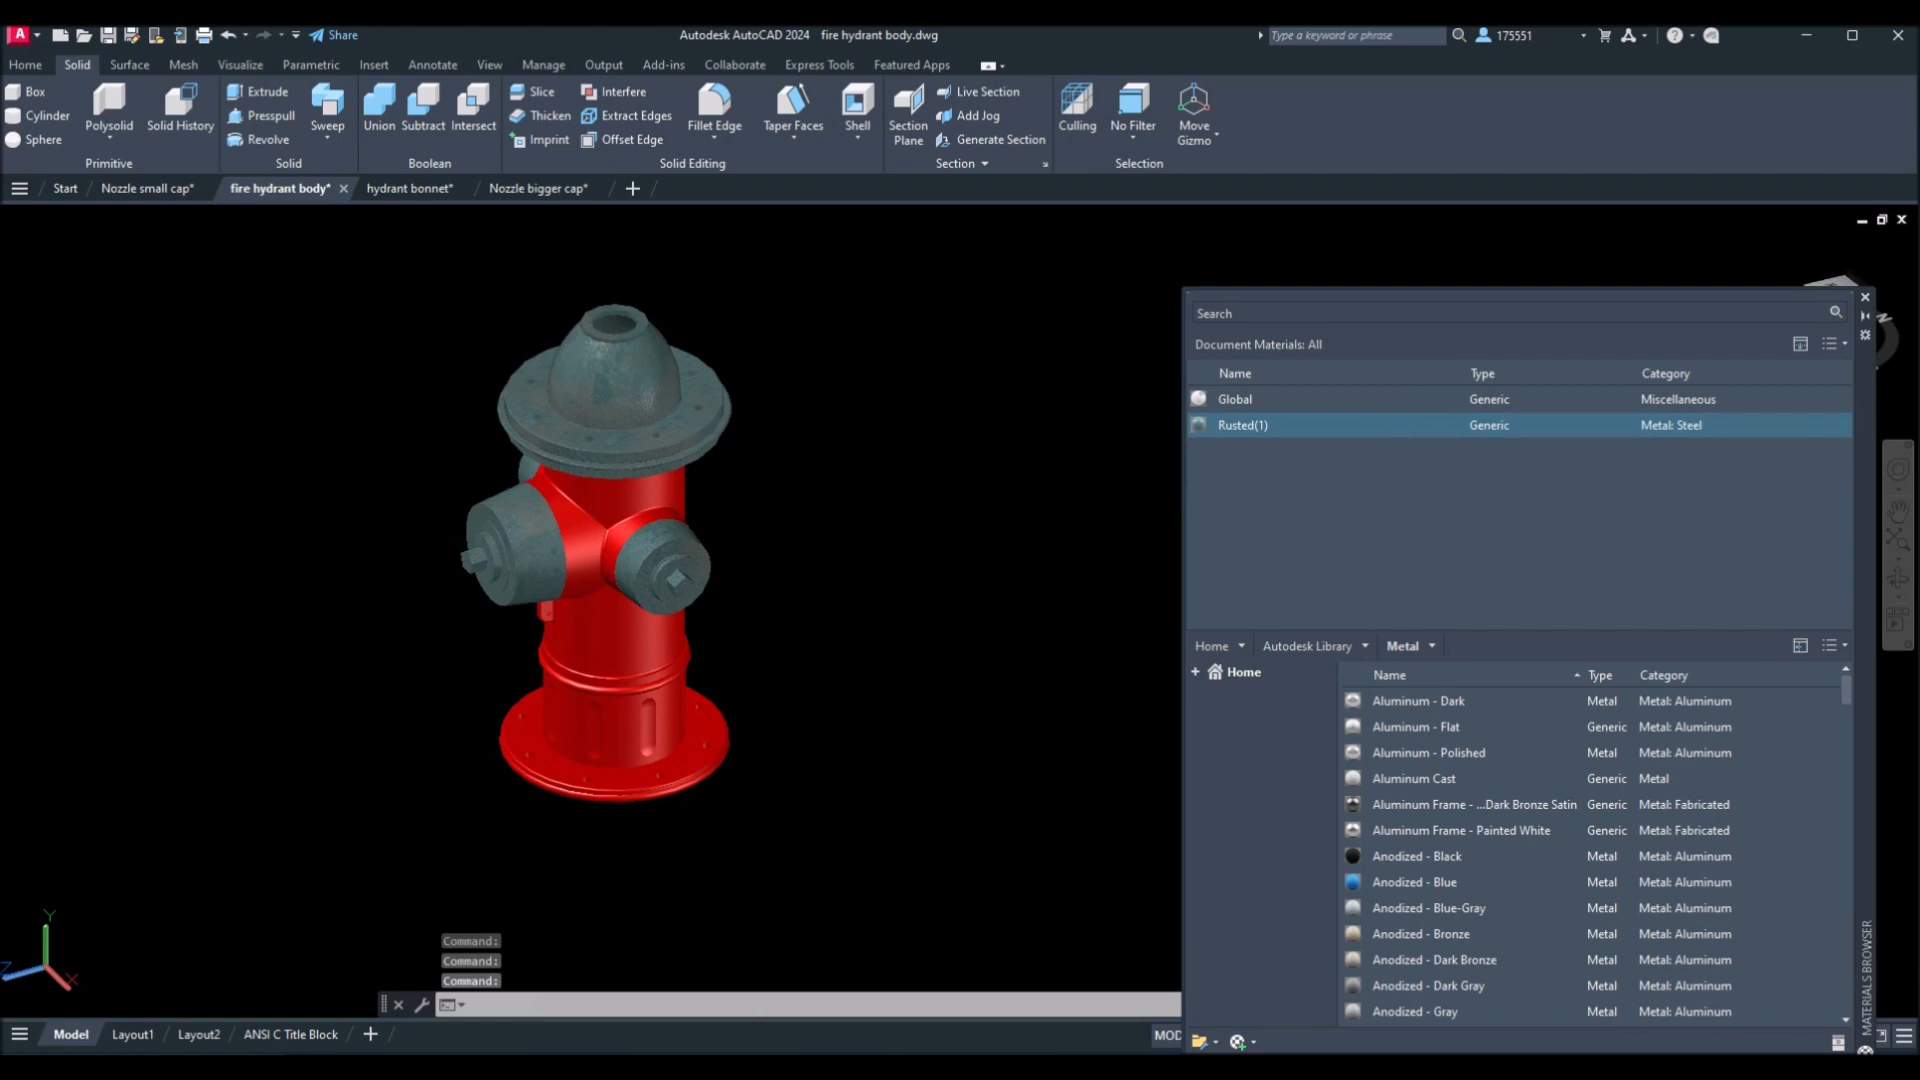 A
Share
Autodesk AutoCAD 2024 fire hydrant body.dwg
Type a keyword or phrase
175551
Home Solid Surface Mesh Visualize Parametric Insert Annotate View Manage Output Add-ins Collaborate Express Tools Featured Apps
Box
Cylinder
Sphere
Polysolid
Solid History
Primitive
Extrude
Presspull
Revolve
Sweep
Solid
Union Subtract Intersect
Boolean
Slice
Thicken
Imprint
Interfere
Extract Edges
Offset Edge
Fillet Edge
Taper Faces
Shell
Solid Editing
Section
Plane
Live Section
Add Jog
Generate Section
Section
Culling
No Filter
Move
Gizmo
Selection
Start Nozzle small cap* fire hydrant body* hydrant bonnet* Nozzle bigger cap*
Search
Document Materials: All
Name Type Category
Global Generic Miscellaneous
Rusted(1) Generic Metal: Steel
Home Autodesk Library Metal
Home
Name Type Category
Aluminum - Dark Metal Metal: Aluminum
Aluminum - Flat Generic Metal: Aluminum
Aluminum - Polished Metal Metal: Aluminum
Aluminum Cast Generic Metal
Aluminum Frame - ...Dark Bronze Satin Generic Metal: Fabricated
Aluminum Frame - Painted White Generic Metal: Fabricated
Anodized - Black Metal Metal: Aluminum
Anodized - Blue Metal Metal: Aluminum
Anodized - Blue-Gray Metal Metal: Aluminum
Anodized - Bronze Metal Metal: Aluminum
Anodized - Dark Bronze Metal Metal: Aluminum
Anodized - Dark Gray Metal Metal: Aluminum
Anodized - Gray Metal Metal: Aluminum
MATERIALS BROWSER
Y
Z
X
Command:
Command:
Command:
Model Layout1 Layout2 ANSI C Title Block
MOD